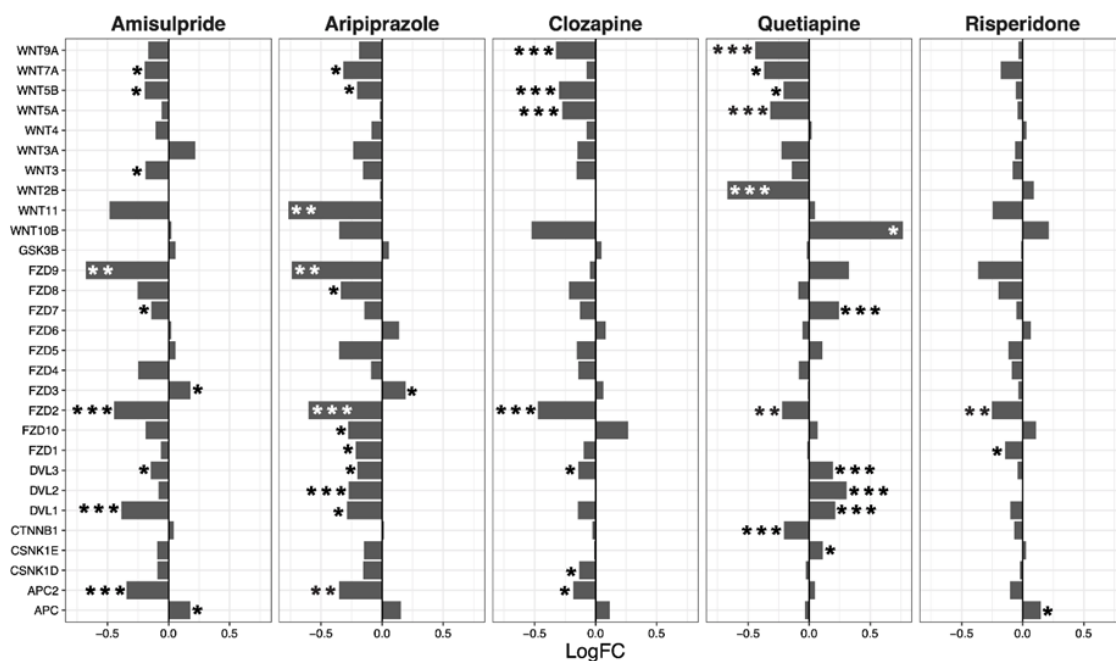 Amisulpride Aripiprazole Clozapine Quetiapine Risperidone
WNT9A *** ***
WNT7A * * *
WNT5B * * *** *
WNT5A *** ***
WNT4
WNT3A
WNT3 *
WNT2B ***
WNT11 **
WNT10B *
GSK3B
FZD9 ** **
FZD8 *
FZD7 * ***
FZD6
FZD5
FZD4
FZD3 * *
FZD2 *** *** *** ** **
FZD10 *
FZD1 * *
DVL3 * * * ***
DVL2 *** ***
DVL1 *** * ***
CTNNB1 ***
CSNK1E *
CSNK1D *
APC2 *** ** *
APC * *
−0.5 0.0 0.5 −0.5 0.0 0.5 −0.5 0.0 0.5 −0.5 0.0 0.5 −0.5 0.0 0.5
LogFC